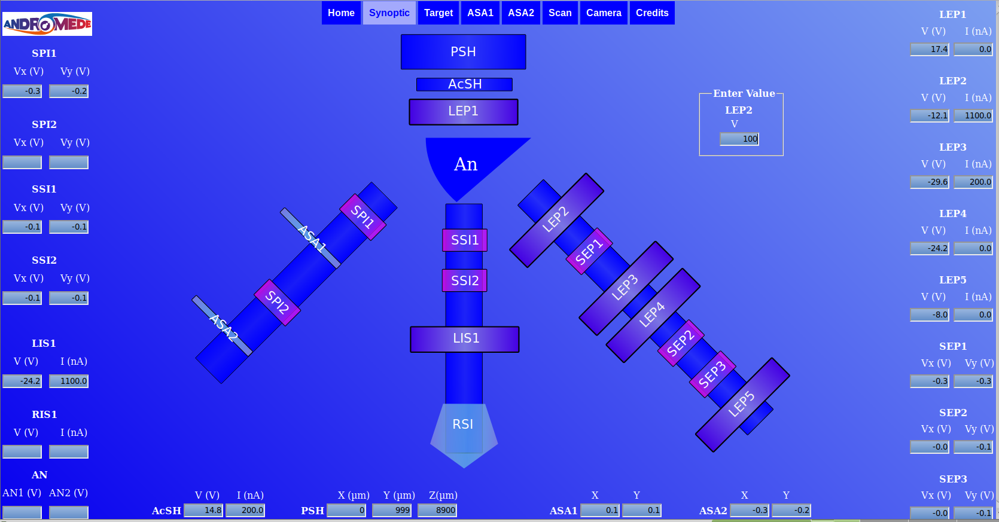 Home Synoptic Target ASA1 ASA2 Scan Camera Credits
ANDROMEDE
SPI1
Vx (V) Vy (V)
-0.3 -0.2
SPI2
Vx (V) Vy (V)
SSI1
Vx (V) Vy (V)
-0.1 -0.1
SSI2
Vx (V) Vy (V)
-0.1 -0.1
LIS1
V (V) I (nA)
-24.2 1100.0
RIS1
V (V) I (nA)
AN
AN1 (V) AN2 (V)
PSH
AcSH
LEP1
An
SPI1
ASA1
SPI2
ASA2
SSI1
SSI2
LIS1
RSI
LEP2
SEP1
LEP3
LEP4
SEP2
SEP3
LEP5
Enter Value
LEP2
V
100
LEP1
V (V) I (nA)
17.4 0.0
LEP2
V (V) I (nA)
-12.1 1100.0
LEP3
V (V) I (nA)
-29.6 200.0
LEP4
V (V) I (nA)
-24.2 0.0
LEP5
V (V) I (nA)
-8.0 0.0
SEP1
Vx (V) Vy (V)
-0.3 -0.3
SEP2
Vx (V) Vy (V)
-0.0 -0.1
SEP3
Vx (V) Vy (V)
-0.0 -0.1
V (V) I (nA)
AcSH 14.8 200.0
X (µm) Y (µm) Z(µm)
PSH 0 999 8900
X Y
ASA1 0.1 0.1
X Y
ASA2 -0.3 -0.2